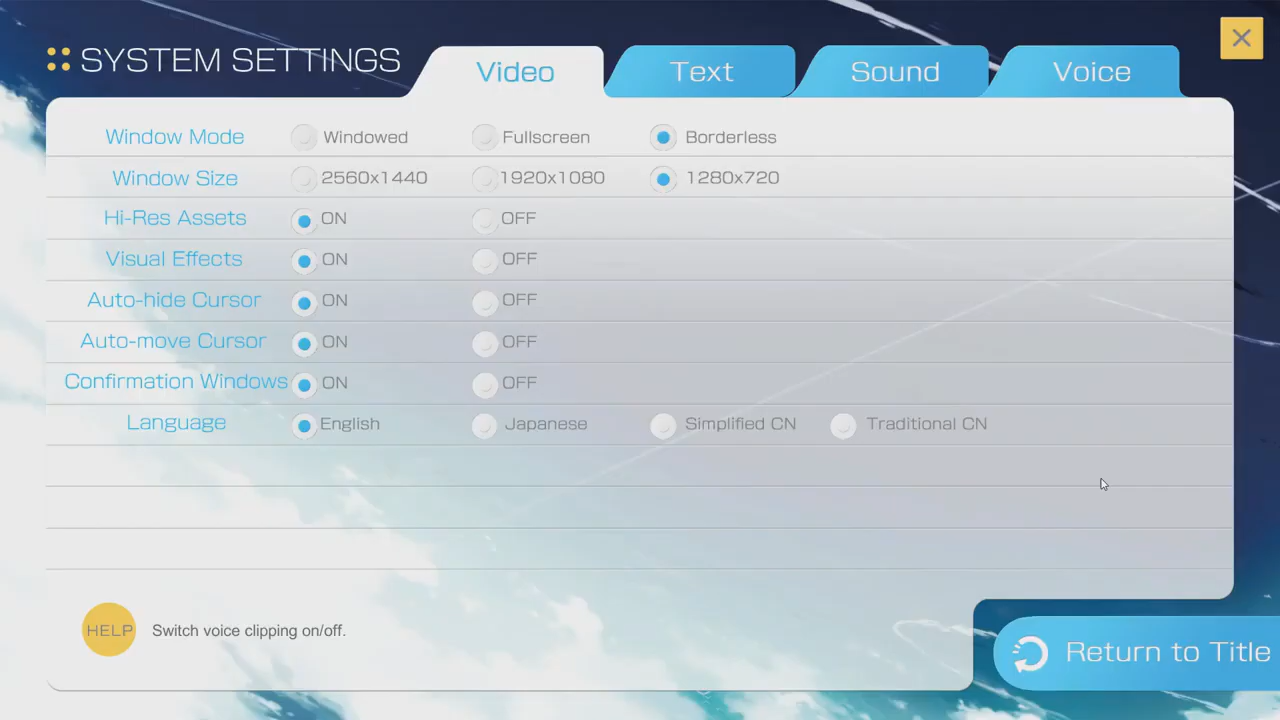 SYSTEM SETTINGS
Video Text Sound Voice
Window Mode Windowed Fullscreen Borderless
Window Size 2560x1440 1920x1080 1280x720
Hi-Res Assets ON OFF
Visual Effects ON OFF
Auto-hide Cursor ON OFF
Auto-move Cursor ON OFF
Confirmation Windows ON OFF
Language English Japanese Simplified CN Traditional CN
HELP Switch voice clipping on/off.
Return to Title